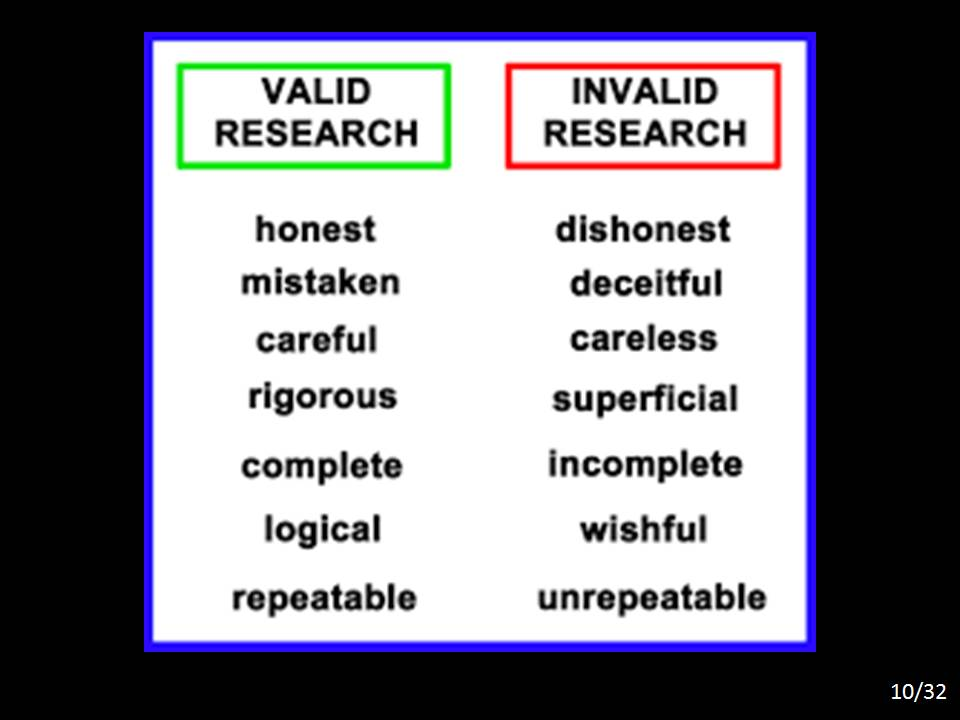 VALID
RESEARCH
INVALID
RESEARCH
honest
dishonest
mistaken
deceitful
careful
careless
rigorous
superficial
complete
incomplete
logical
wishful
repeatable
unrepeatable
10/32